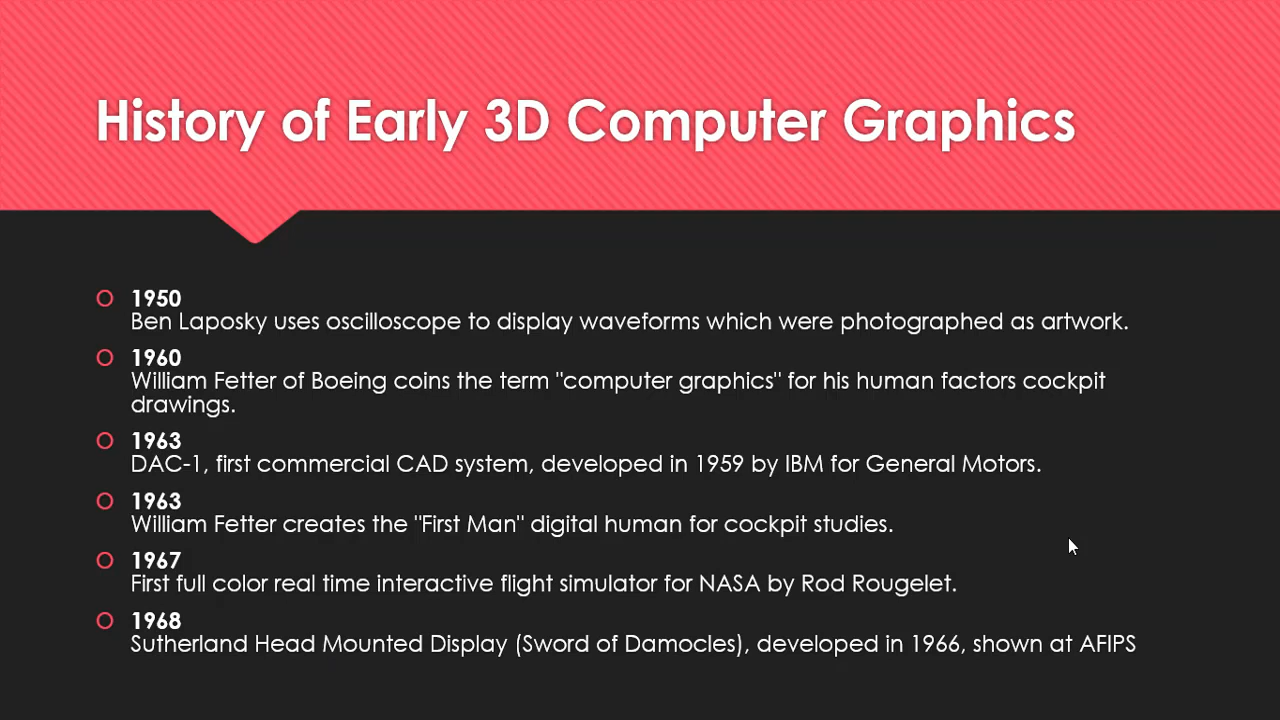 History of Early 3D Computer Graphics
1950
Ben Laposky uses oscilloscope to display waveforms which were photographed as artwork.
1960
William Fetter of Boeing coins the term "computer graphics" for his human factors cockpit
drawings.
1963
DAC-1, first commercial CAD system, developed in 1959 by IBM for General Motors.
1963
William Fetter creates the "First Man" digital human for cockpit studies.
1967
First full color real time interactive flight simulator for NASA by Rod Rougelet.
1968
Sutherland Head Mounted Display (Sword of Damocles), developed in 1966, shown at AFIPS